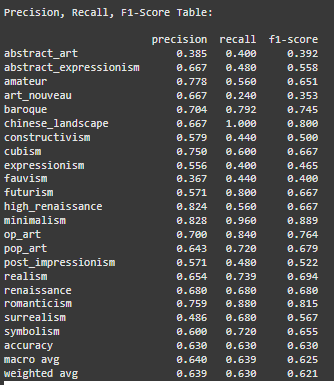 Precision, Recall, F1-Score Table:
precision recall f1-score
abstract_art 0.385 0.400 0.392
abstract_expressionism 0.667 0.480 0.558
amateur 0.778 0.560 0.651
art_nouveau 0.667 0.240 0.353
baroque 0.704 0.792 0.745
chinese_landscape 0.667 1.000 0.800
constructivism 0.579 0.440 0.500
cubism 0.750 0.600 0.667
expressionism 0.556 0.400 0.465
fauvism 0.367 0.440 0.400
futurism 0.571 0.800 0.667
high_renaissance 0.824 0.560 0.667
minimalism 0.828 0.960 0.889
op_art 0.700 0.840 0.764
pop_art 0.643 0.720 0.679
post_impressionism 0.571 0.480 0.522
realism 0.654 0.739 0.694
renaissance 0.680 0.680 0.680
romanticism 0.759 0.880 0.815
surrealism 0.486 0.680 0.567
symbolism 0.600 0.720 0.655
accuracy 0.630 0.630 0.630
macro avg 0.640 0.639 0.625
weighted avg 0.639 0.630 0.621